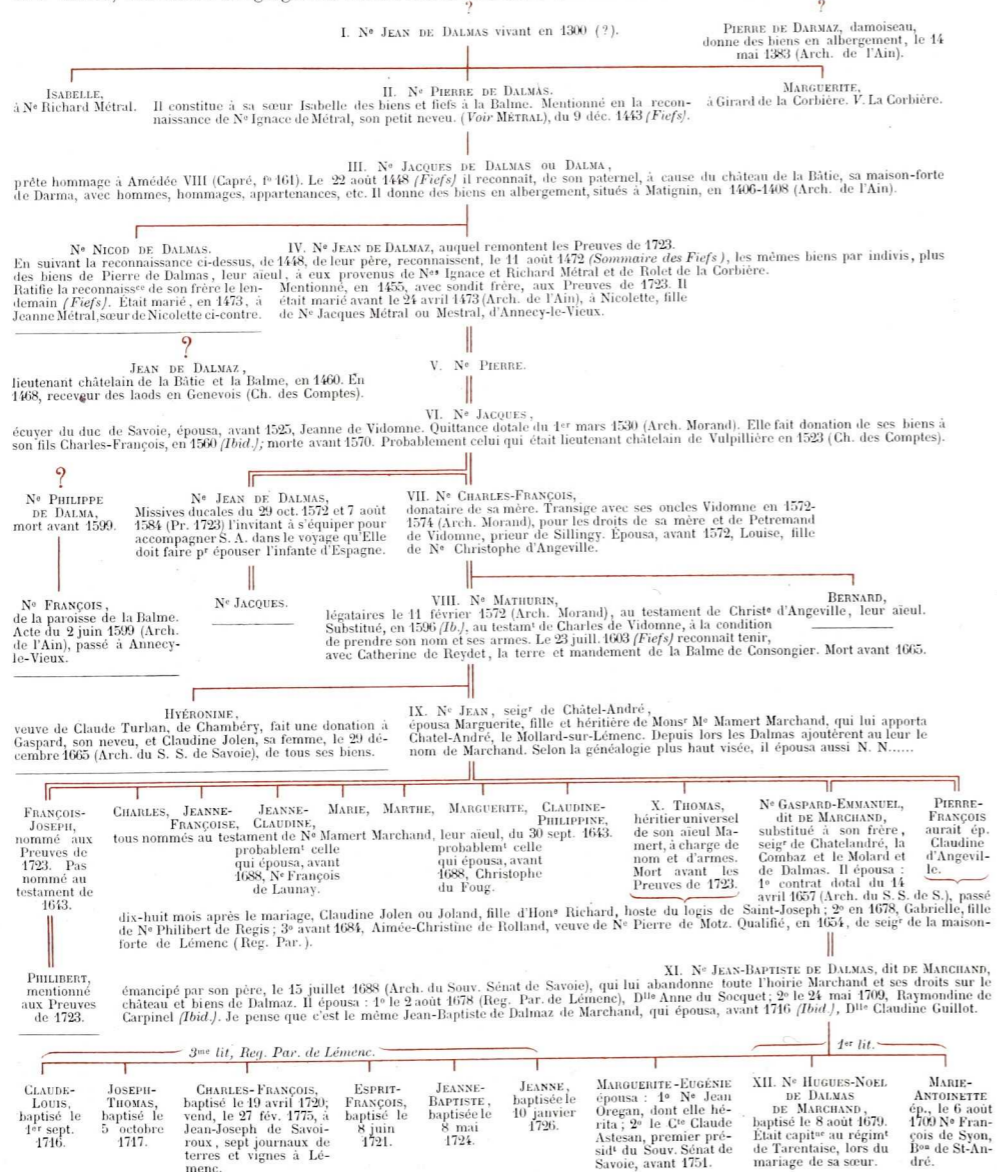 ?
?
I. Nᵉ JEAN DE DALMAS vivant en 1300 (?).
PIERRE DE DARMAZ, damoiseau,
donne des biens en albergement, le 14
mai 1383 (Arch. de l'Ain).
ISABELLE,
à Nᵉ Richard Métral.
II. Nᵉ PIERRE DE DALMAS.
Il constitue à sa sœur Isabelle des biens et fiefs à la Balme. Mentionné en la recon-
naissance de Nᵉ Ignace de Métral, son petit neveu. (Voir MÉTRAL), du 9 déc. 1443 (Fiefs).
MARGUERITE,
à Girard de la Corbière. V. La Corbière.
III. Nᵉ JACQUES DE DALMAS OU DALMA,
prête hommage à Amédée VIII (Capré, fº 161). Le 22 août 1448 (Fiefs) il reconnaît, de son paternel, à cause du château de la Bâtie, sa maison-forte
de Darma, avec hommes, hommages, appartenances, etc. Il donne des biens en albergement, situés à Matignin, en 1406-1408 (Arch. de l'Ain).
Nᵉ NICOD DE DALMAS.
IV. Nᵉ JEAN DE DALMAZ, auquel remontent les Preuves de 1723.
En suivant la reconnaissance ci-dessus, de 1448, de leur père, reconnaissent, le 11 août 1472 (Sommaire des Fiefs), les mêmes biens par indivis, plus
des biens de Pierre de Dalmas, leur aïeul, à eux provenus de Nᵒˢ Ignace et Richard Métral et de Rolet de la Corbière.
Ratifie la reconnaissᶜᵉ de son frère le len-
demain (Fiefs). Était marié, en 1473, à
Jeanne Métral, sœur de Nicolette ci-contre.
Mentionné, en 1455, avec sondit frère, aux Preuves de 1723. Il
était marié avant le 24 avril 1473 (Arch. de l'Ain), à Nicolette, fille
de Nᵉ Jacques Métral ou Mestral, d'Annecy-le-Vieux.
?
JEAN DE DALMAZ,
lieutenant châtelain de la Bâtie et la Balme, en 1460. En
1468, receveur des laods en Genevois (Ch. des Comptes).
V. Nᵉ PIERRE.
VI. Nᵉ JACQUES,
écuyer du duc de Savoie, épousa, avant 1525, Jeanne de Vidomne. Quittance dotale du 1ᵉʳ mars 1530 (Arch. Morand). Elle fait donation de ses biens à
son fils Charles-François, en 1560 (Ibid.); morte avant 1570. Probablement celui qui était lieutenant châtelain de Vulpillière en 1523 (Ch. des Comptes).
?
Nᵉ PHILIPPE
DE DALMA,
mort avant 1599.
Nᵉ JEAN DE DALMAS,
Missives ducales du 29 oct. 1572 et 7 août
1584 (Pr. 1723) l'invitant à s'équiper pour
accompagner S. A. dans le voyage qu'Elle
doit faire pʳ épouser l'infante d'Espagne.
VII. Nᵉ CHARLES-FRANÇOIS,
donataire de sa mère. Transige avec ses oncles Vidomne en 1572-
1574 (Arch. Morand), pour les droits de sa mère et de Petremand
de Vidomne, prieur de Sillingy. Épousa, avant 1572, Louise, fille
de Nᵉ Christophe d'Angeville.
Nᵉ FRANÇOIS,
de la paroisse de la Balme.
Acte du 2 juin 1599 (Arch.
de l'Ain), passé à Annecy-
le-Vieux.
Nᵉ JACQUES.
VIII. Nᵉ MATHURIN,
BERNARD,
légataires le 11 février 1572 (Arch. Morand), au testament de Christᵉ d'Angeville, leur aïeul.
Substitué, en 1596 (Ib.), au testamᵗ de Charles de Vidomne, à la condition
de prendre son nom et ses armes. Le 23 juill. 1603 (Fiefs) reconnaît tenir,
avec Catherine de Reydet, la terre et mandement de la Balme de Consongier. Mort avant 1665.
HYÉRONIME,
veuve de Claude Turban, de Chambéry, fait une donation à
Gaspard, son neveu, et Claudine Jolen, sa femme, le 29 dé-
cembre 1665 (Arch. du S. S. de Savoie), de tous ses biens.
IX. Nᵉ JEAN, seigʳ de Châtel-André,
épousa Marguerite, fille et héritière de Monsʳ Mᵉ Mamert Marchand, qui lui apporta
Chatel-André, le Mollard-sur-Lémenc. Depuis lors les Dalmas ajoutèrent au leur le
nom de Marchand. Selon la généalogie plus haut visée, il épousa aussi N. N......
FRANÇOIS-
JOSEPH,
nommé aux
Preuves de
1723. Pas
nommé au
testament de
1643.
CHARLES,
JEANNE-
FRANÇOISE,
JEANNE-
CLAUDINE,
MARIE,
MARTHE,
MARGUERITE,
CLAUDINE-
PHILIPPINE,
tous nommés au testament de Nᵉ Mamert Marchand, leur aïeul, du 30 sept. 1643.
probablemᵗ celle
qui épousa, avant
1688, Nᵉ François
de Launay.
probablemᵗ celle
qui épousa, avant
1688, Christophe
du Foug.
X. THOMAS,
héritier universel
de son aïeul Ma-
mert, à charge de
nom et d'armes.
Mort avant les
Preuves de 1723.
Nᵉ GASPARD-EMMANUEL,
dit DE MARCHAND,
substitué à son frère,
seigʳ de Chatelandré, la
Combaz et le Molard et
de Dalmas. Il épousa :
1º contrat dotal du 14
avril 1657 (Arch. du S. S. de S.), passé
PIERRE-
FRANÇOIS
aurait ép.
Claudine
d'Angevil-
le.
dix-huit mois après le mariage, Claudine Jolen ou Joland, fille d'Honᵉ Richard, hoste du logis de Saint-Joseph ; 2º en 1678, Gabrielle, fille
de Nᵉ Philibert de Regis ; 3º avant 1684, Aimée-Christine de Rolland, veuve de Nᵉ Pierre de Motz. Qualifié, en 1654, de seigʳ de la maison-
forte de Lémenc (Reg. Par.).
PHILIBERT,
mentionné
aux Preuves
de 1723.
XI. Nᵉ JEAN-BAPTISTE DE DALMAS, dit DE MARCHAND,
émancipé par son père, le 15 juillet 1688 (Arch. du Souv. Sénat de Savoie), qui lui abandonne toute l'hoirie Marchand et ses droits sur le
château et biens de Dalmaz. Il épousa : 1º le 2 août 1678 (Reg. Par. de Lémenc), Dˡˡᵉ Anne du Socquet; 2º le 24 mai 1709, Raymondine de
Carpinel (Ibid.). Je pense que c'est le même Jean-Baptiste de Dalmaz de Marchand, qui épousa, avant 1716 (Ibid.), Dˡˡᵉ Claudine Guillot.
3ᵐᵉ lit, Reg. Par. de Lémenc.
1ᵉʳ lit.
CLAUDE-
LOUIS,
baptisé le
1ᵉʳ sept.
1716.
JOSEPH-
THOMAS,
baptisé le
5 octobre
1717.
CHARLES-FRANÇOIS,
baptisé le 19 avril 1720;
vend, le 27 fév. 1775, à
Jean-Joseph de Savoi-
roux, sept journaux de
terres et vignes à Lé-
menc.
ESPRIT-
FRANÇOIS,
baptisé le
8 juin
1721.
JEANNE-
BAPTISTE,
baptisée le
8 mai
1724.
JEANNE,
baptisée le
10 janvier
1726.
MARGUERITE-EUGÉNIE
épousa : 1º Nᵉ Jean
Oregan, dont elle hé-
rita ; 2º le Cᵗᵉ Claude
Astesan, premier pré-
sidᵗ du Souv. Sénat de
Savoie, avant 1751.
XII. Nᵉ HUGUES-NOEL
DE DALMAS
DE MARCHAND,
baptisé le 8 août 1679.
Était capitⁿᵉ au régimᵗ
de Tarentaise, lors du
mariage de sa sœur.
MARIE-
ANTOINETTE
ép., le 6 août
1709 Nᵉ Fran-
çois de Syon,
Bᵒⁿ de St-An-
dré.